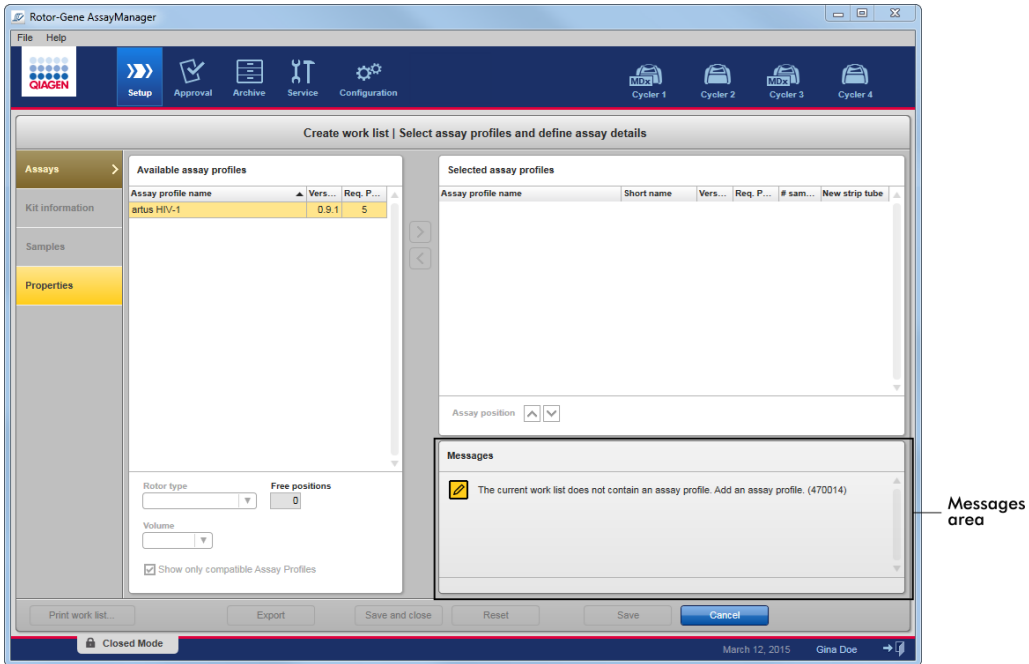 Rotor-Gene AssayManager
File Help
QIAGEN
Setup Approval Archive Service Configuration
MDx Cycler 1 Cycler 2 MDx Cycler 3 Cycler 4
Create work list | Select assay profiles and define assay details
Assays
Kit information
Samples
Properties
Available assay profiles
Assay profile name Vers... Req. P...
artus HIV-1 0.9.1 5
Rotor type Free positions
0
Volume
Show only compatible Assay Profiles
Selected assay profiles
Assay profile name Short name Vers... Req. P... # sam... New strip tube
Assay position
Messages
The current work list does not contain an assay profile. Add an assay profile. (470014)
Messages
area
Print work list... Export Save and close Reset Save Cancel
Closed Mode
March 12, 2015 Gina Doe